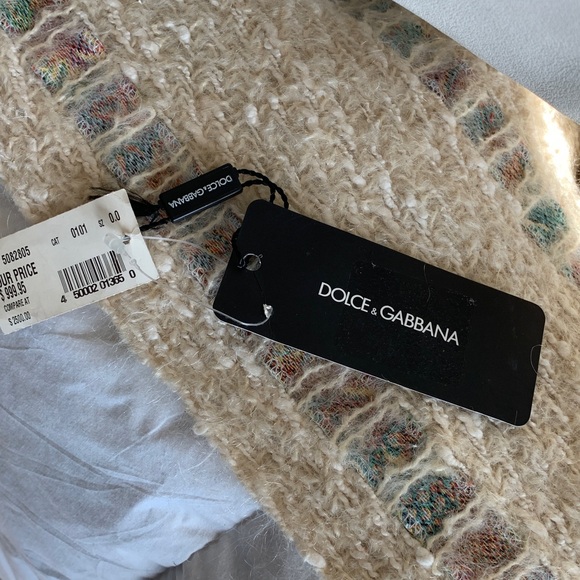 5082805
CAT 0101 SZ 0.0
UR PRICE
$ 999.95
COMPARE AT
$ 2500.00
4 50002 01365 0
DOLCE & GABBANA
DOLCE & GABBANA